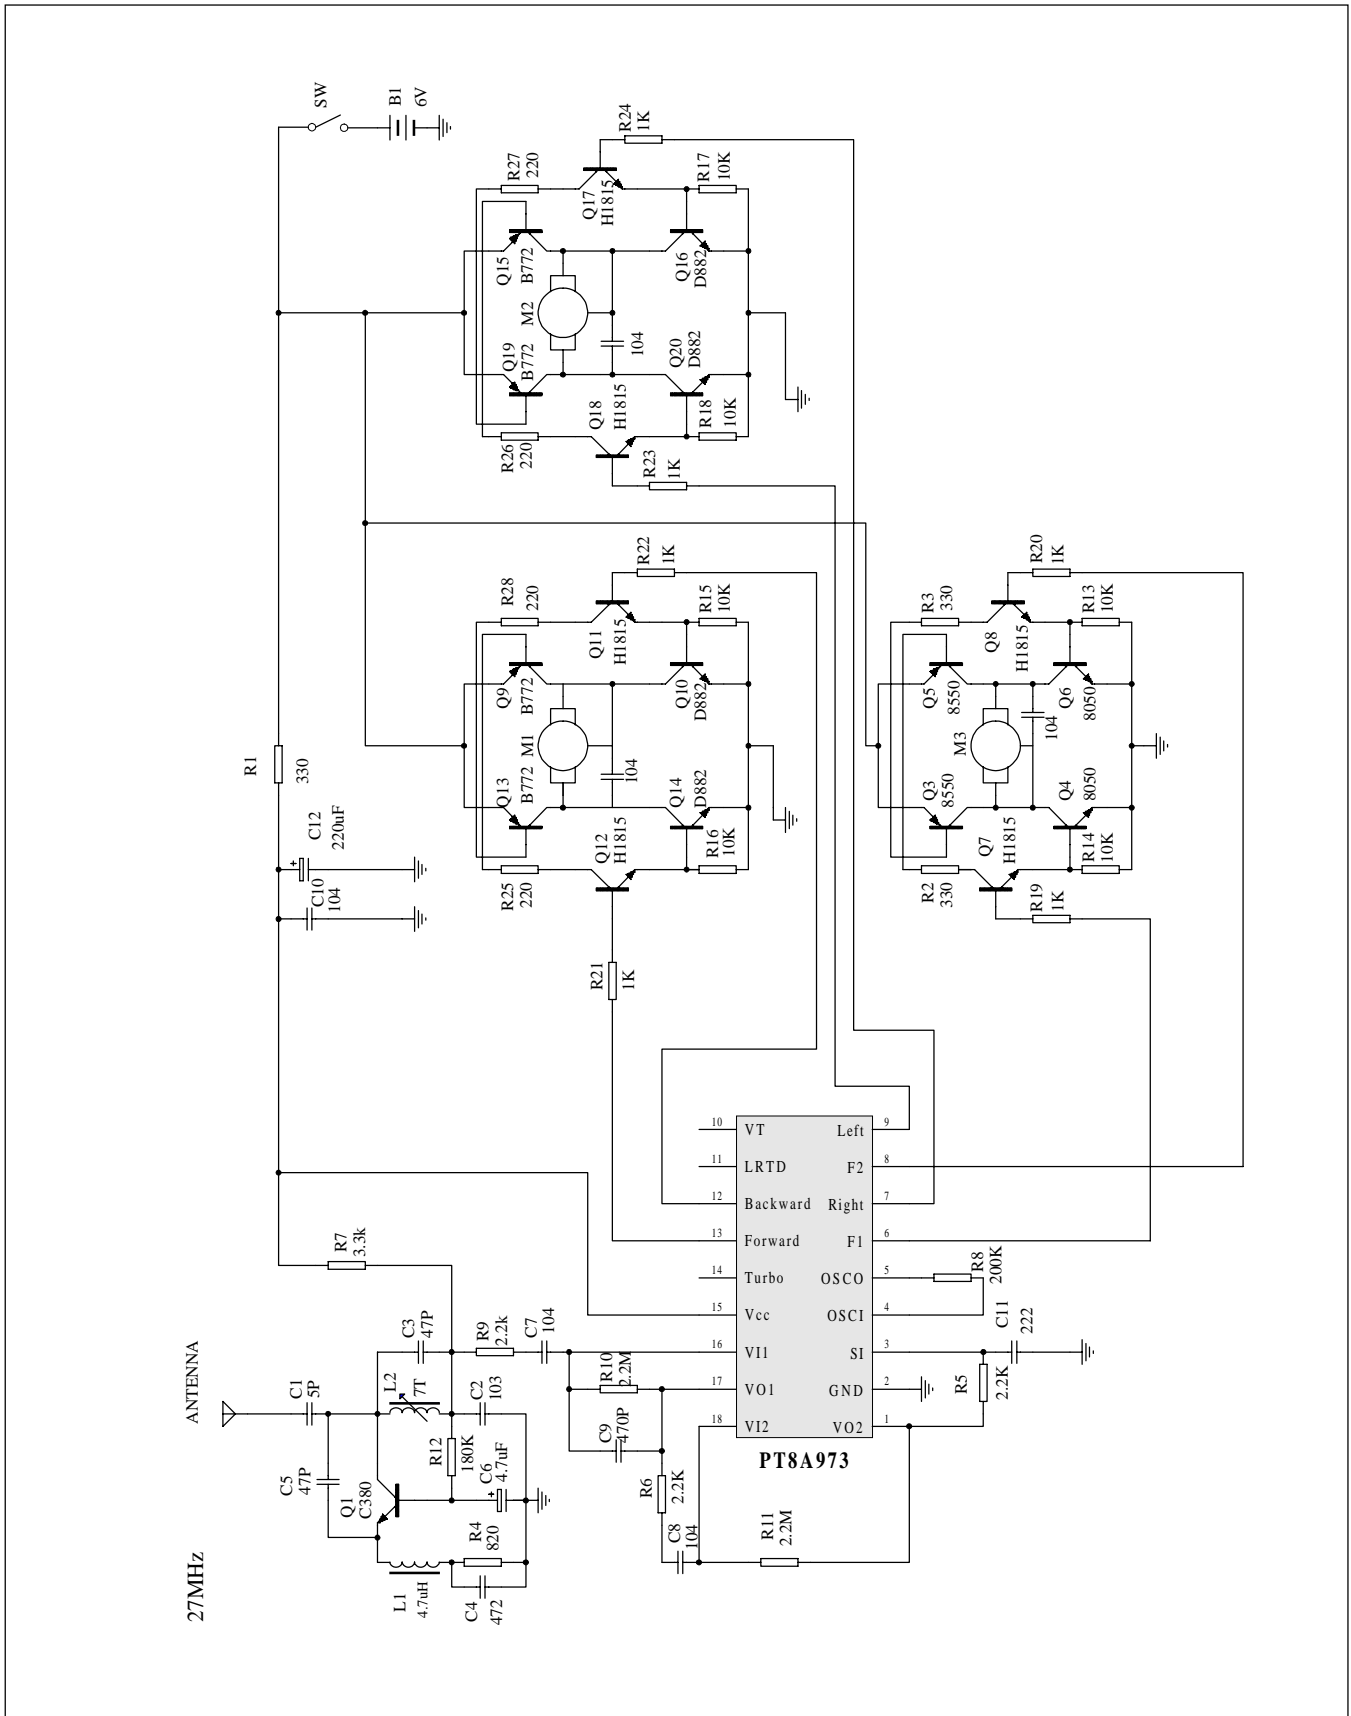 SW
B1
6V
R24
1K
R27
220
Q17
H1815
R17
10K
Q15
B772
M2
Q16
D882
104
Q19
B772
Q20
D882
Q18
H1815
R18
10K
R26
220
R23
1K
R22
1K
R28
220
Q11
H1815
R15
10K
Q9
B772
M1
Q10
D882
104
Q13
B772
Q14
D882
Q12
H1815
R16
10K
R25
220
R21
1K
R20
1K
R3
330
Q8
H1815
R13
10K
Q5
8550
M3
Q6
8050
104
Q3
8550
Q4
8050
Q7
H1815
R14
10K
R2
330
R19
1K
R1
330
C12
220uF
+
C10
104
10 VT Left 9
11 LRTD F2 8
12 Backward Right 7
13 Forward F1 6
14 Turbo OSCO 5
15 Vcc OSCI 4
16 VI1 SI 3
17 VO1 GND 2
18 VI2 VO2 1
PT8A973
R8
200K
C11
222
R5
2.2K
R7
3.3k
C3
47P
R9
2.2k
C7
104
ANTENNA
C1
5P
L2
7T
C2
103
R10
2.2M
R12
180K
C9
470P
C5
47P
Q1
C380
C6
4.7uF
+
R6
2.2K
R4
820
C8
104
R11
2.2M
L1
4.7uH
C4
472
27MHz